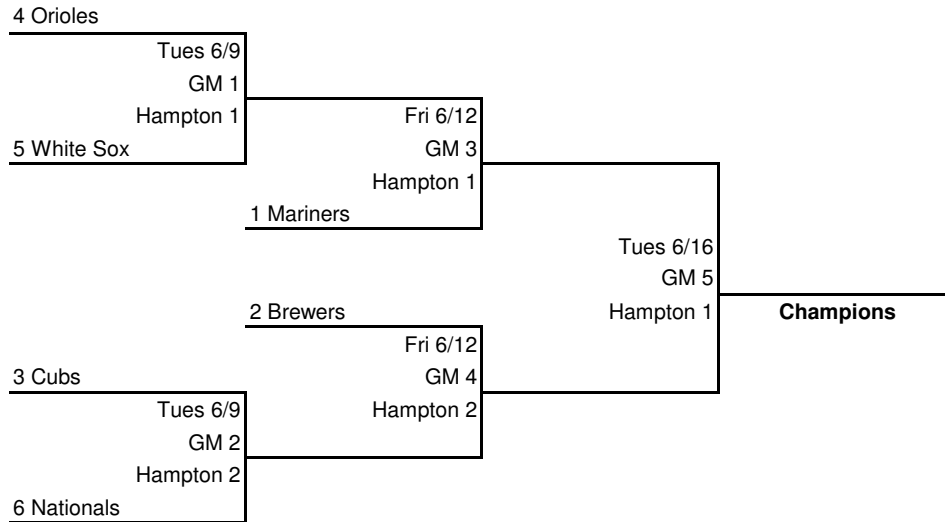 4 Orioles
Tues 6/9
GM 1
Hampton 1
5 White Sox
Fri 6/12
GM 3
Hampton 1
1 Mariners
Tues 6/16
GM 5
Hampton 1
Champions
2 Brewers
Fri 6/12
GM 4
Hampton 2
3 Cubs
Tues 6/9
GM 2
Hampton 2
6 Nationals